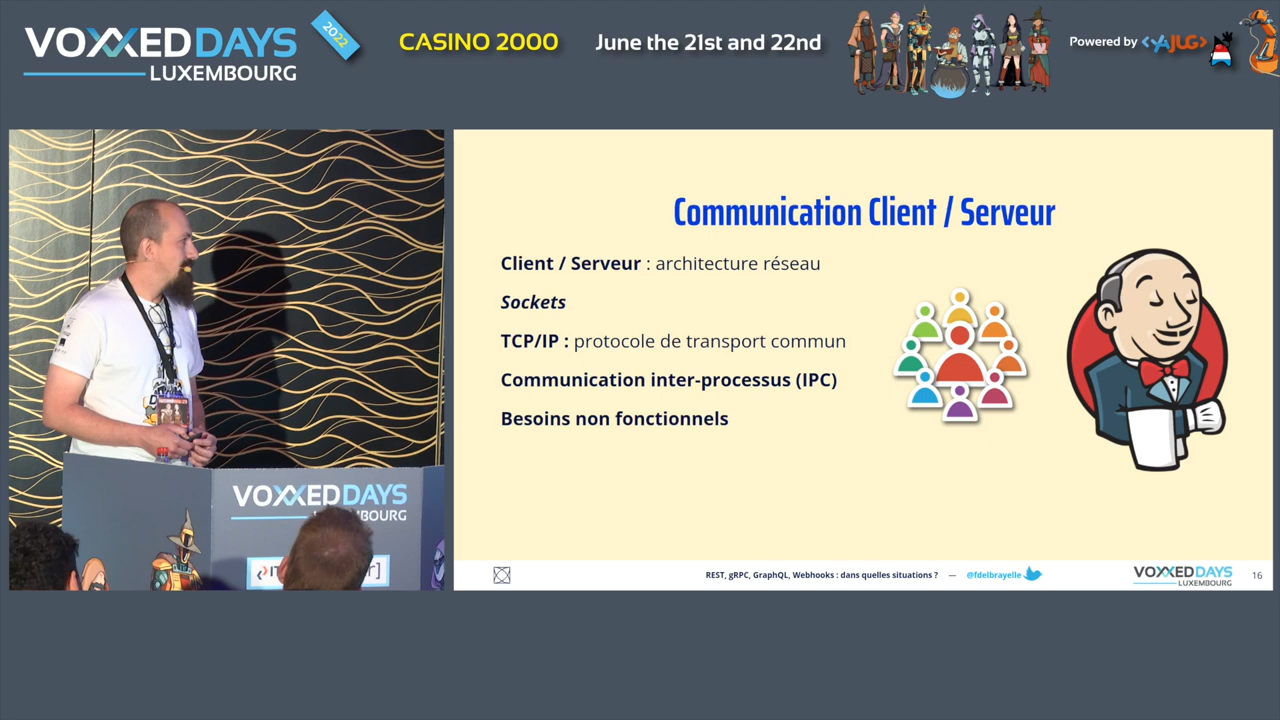 VOXXED DAYS
LUXEMBOURG
2022
CASINO 2000
June the 21st and 22nd
Powered by <YAJUG>
VOXXED DAYS
MBOURG
Communication Client / Serveur
Client / Serveur : architecture réseau
Sockets
TCP/IP : protocole de transport commun
Communication inter-processus (IPC)
Besoins non fonctionnels
REST, gRPC, GraphQL, Webhooks : dans quelles situations ? — @fdelbrayelle
VOXXED DAYS
LUXEMBOURG
16